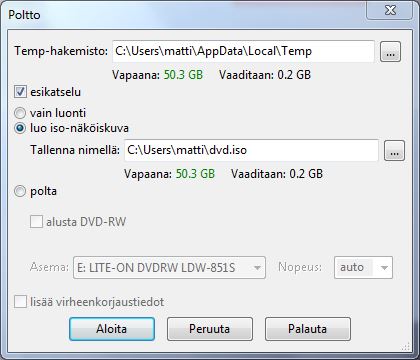 Poltto
Temp-hakemisto: C:\Users\matti\AppData\Local\Temp ...
Vapaana: 50.3 GB Vaaditaan: 0.2 GB
esikatselu
vain luonti
luo iso-näköiskuva
Tallenna nimellä: C:\Users\matti\dvd.iso ...
Vapaana: 50.3 GB Vaaditaan: 0.2 GB
polta
alusta DVD-RW
Asema: E: LITE-ON DVDRW LDW-851S Nopeus: auto
lisää virheenkorjaustiedot
Aloita Peruuta Palauta